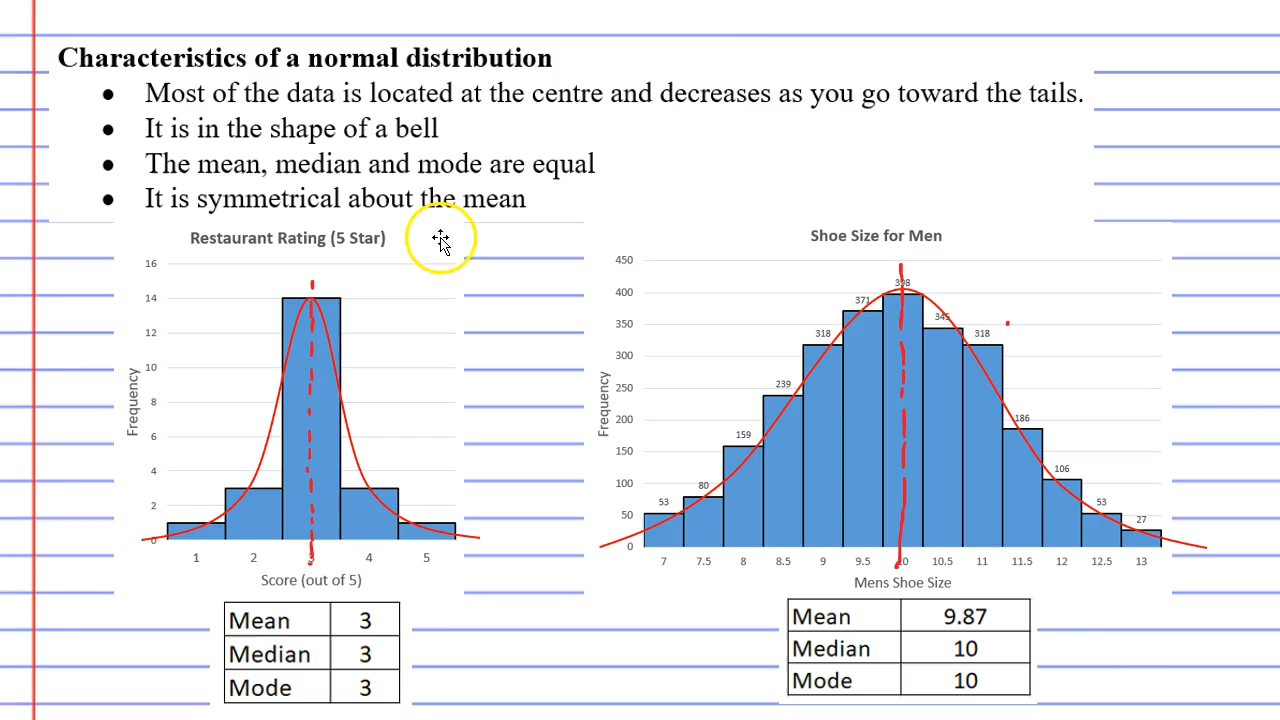 Characteristics of a normal distribution
● Most of the data is located at the centre and decreases as you go toward the tails.
● It is in the shape of a bell
● The mean, median and mode are equal
● It is symmetrical about the mean
Restaurant Rating (5 Star)
16
14
12
10
8
6
4
2
0
Frequency
1 2 3 4 5
Score (out of 5)
Mean 3
Median 3
Mode 3
Shoe Size for Men
450
400
350
300
250
200
150
100
50
0
Frequency
53 80 159 239 318 371 398 345 318 186 106 53 27
7 7.5 8 8.5 9 9.5 10 10.5 11 11.5 12 12.5 13
Mens Shoe Size
Mean 9.87
Median 10
Mode 10